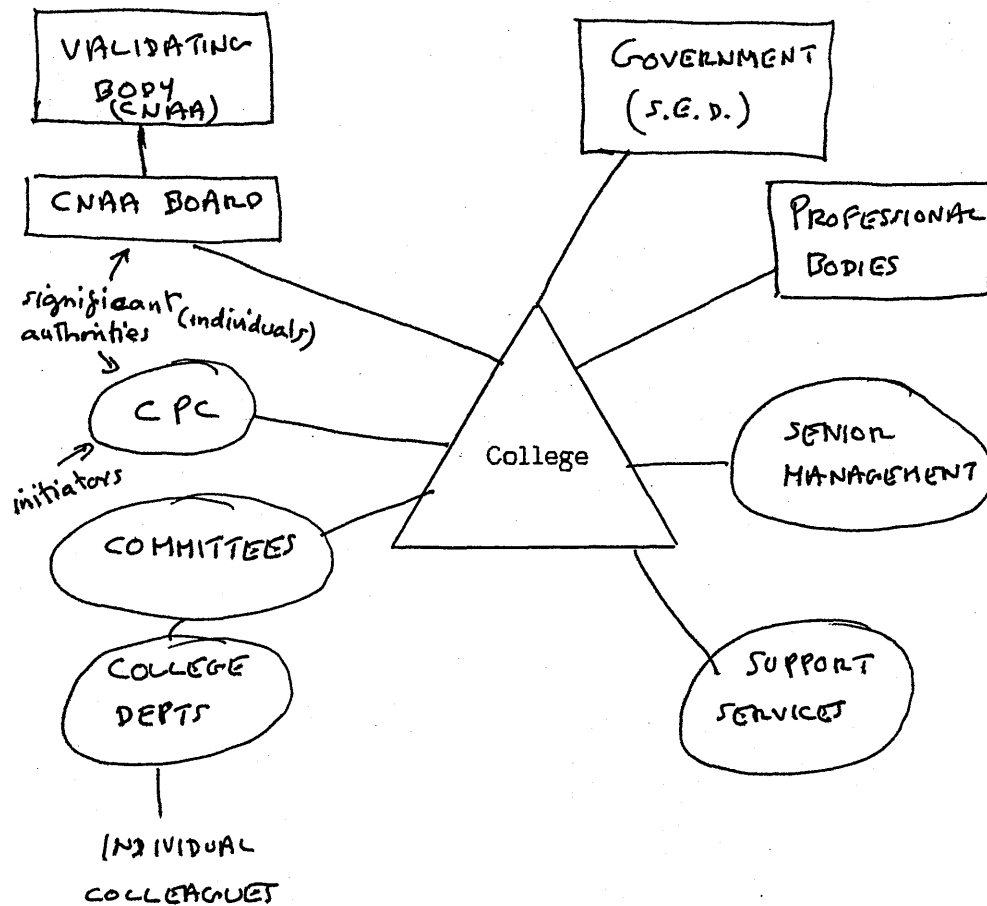 VALIDATING
BODY
(CNAA)
GOVERNMENT
(S.E.D.)
CNAA BOARD
PROFESSIONAL
BODIES
significant (individuals)
authorities
CPC
initiators
College
SENIOR
MANAGEMENT
COMMITTEES
COLLEGE
DEPTS
SUPPORT
SERVICES
INDIVIDUAL
COLLEAGUES